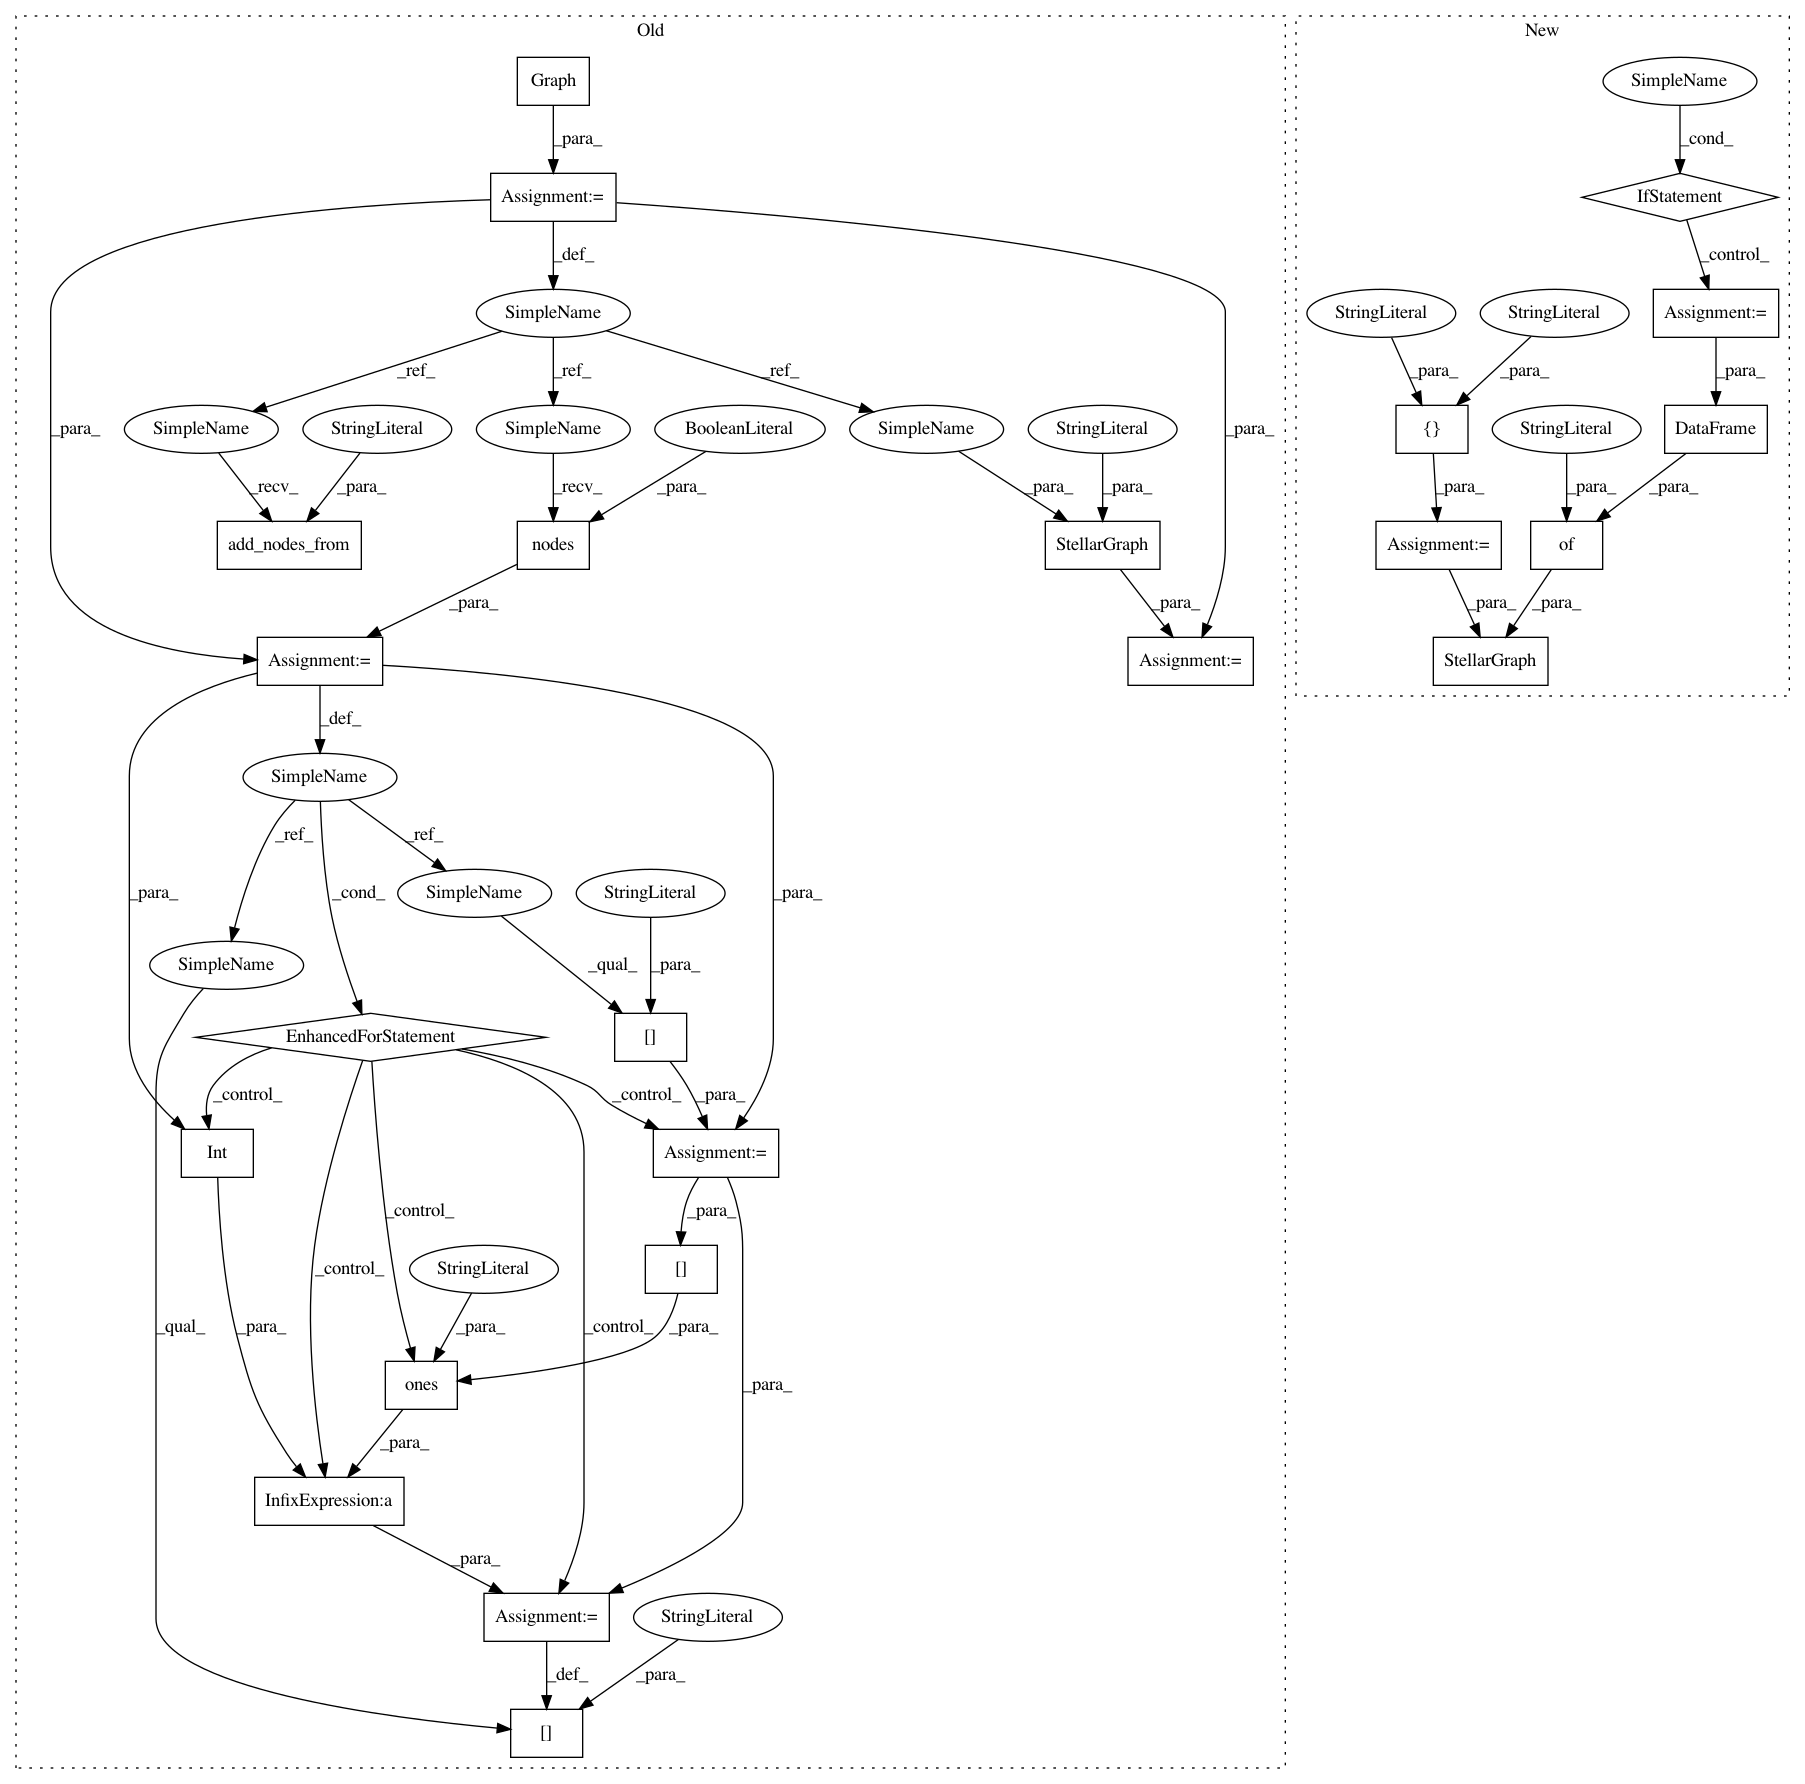 Old
New
Graph
SimpleName
_para_
_cond_
Assignment:=
IfStatement
_def_
_control_
SimpleName
StringLiteral
StringLiteral
Assignment:=
_ref_
_ref_
_ref_
_para_
_para_
_para_
_para_
SimpleName
StringLiteral
SimpleName
BooleanLiteral
SimpleName
StringLiteral
_para_
{}
StringLiteral
DataFrame
_recv_
_para_
_recv_
_para_
_para_
_para_
_para_
_para_
_para_
add_nodes_from
nodes
StellarGraph
Assignment:=
of
_para_
_para_
_para_
_para_
Assignment:=
Assignment:=
StellarGraph
_def_
SimpleName
_ref_
_ref_
_para_
_cond_
SimpleName
StringLiteral
_para_
SimpleName
_qual_
_para_
EnhancedForStatement
[]
_control_
_control_
_para_
Int
Assignment:=
_control_
_para_
_control_
StringLiteral
[]
_qual_
_para_
_para_
_control_
_para_
ones
_para_
_para_
InfixExpression:a
_para_
Assignment:=
StringLiteral
_def_
_para_
[]